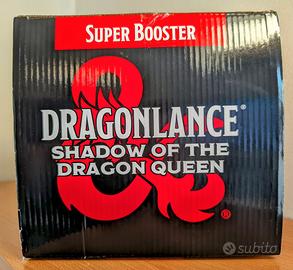 SUPER BOOSTER
DRAGONLANCE®
SHADOW OF THE
DRAGON QUEEN
®
subito